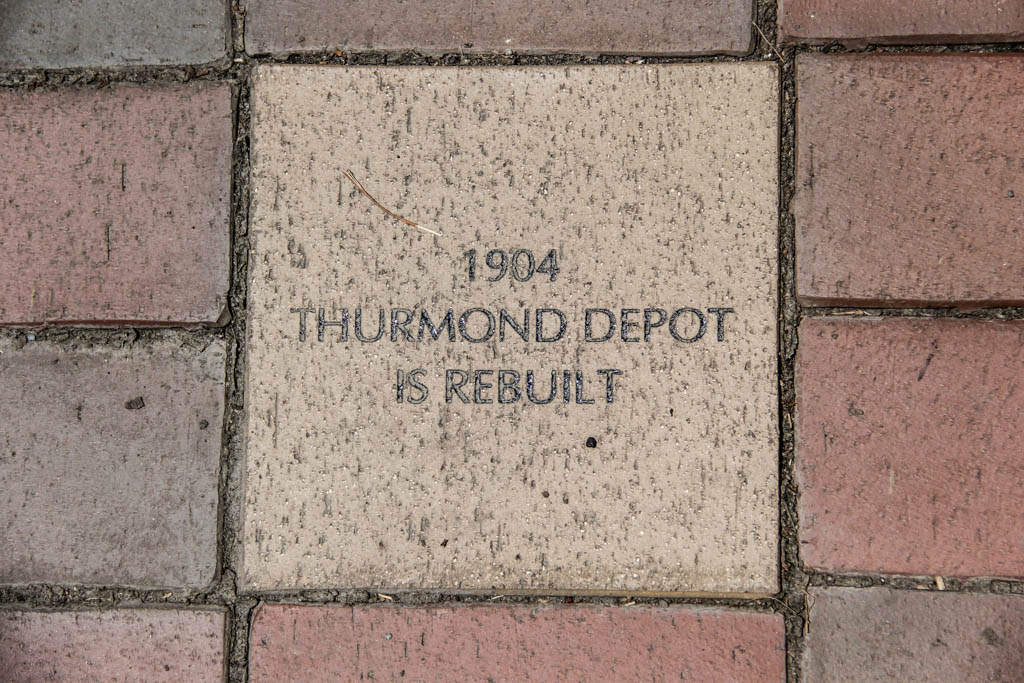 1904
THURMOND DEPOT
IS REBUILT